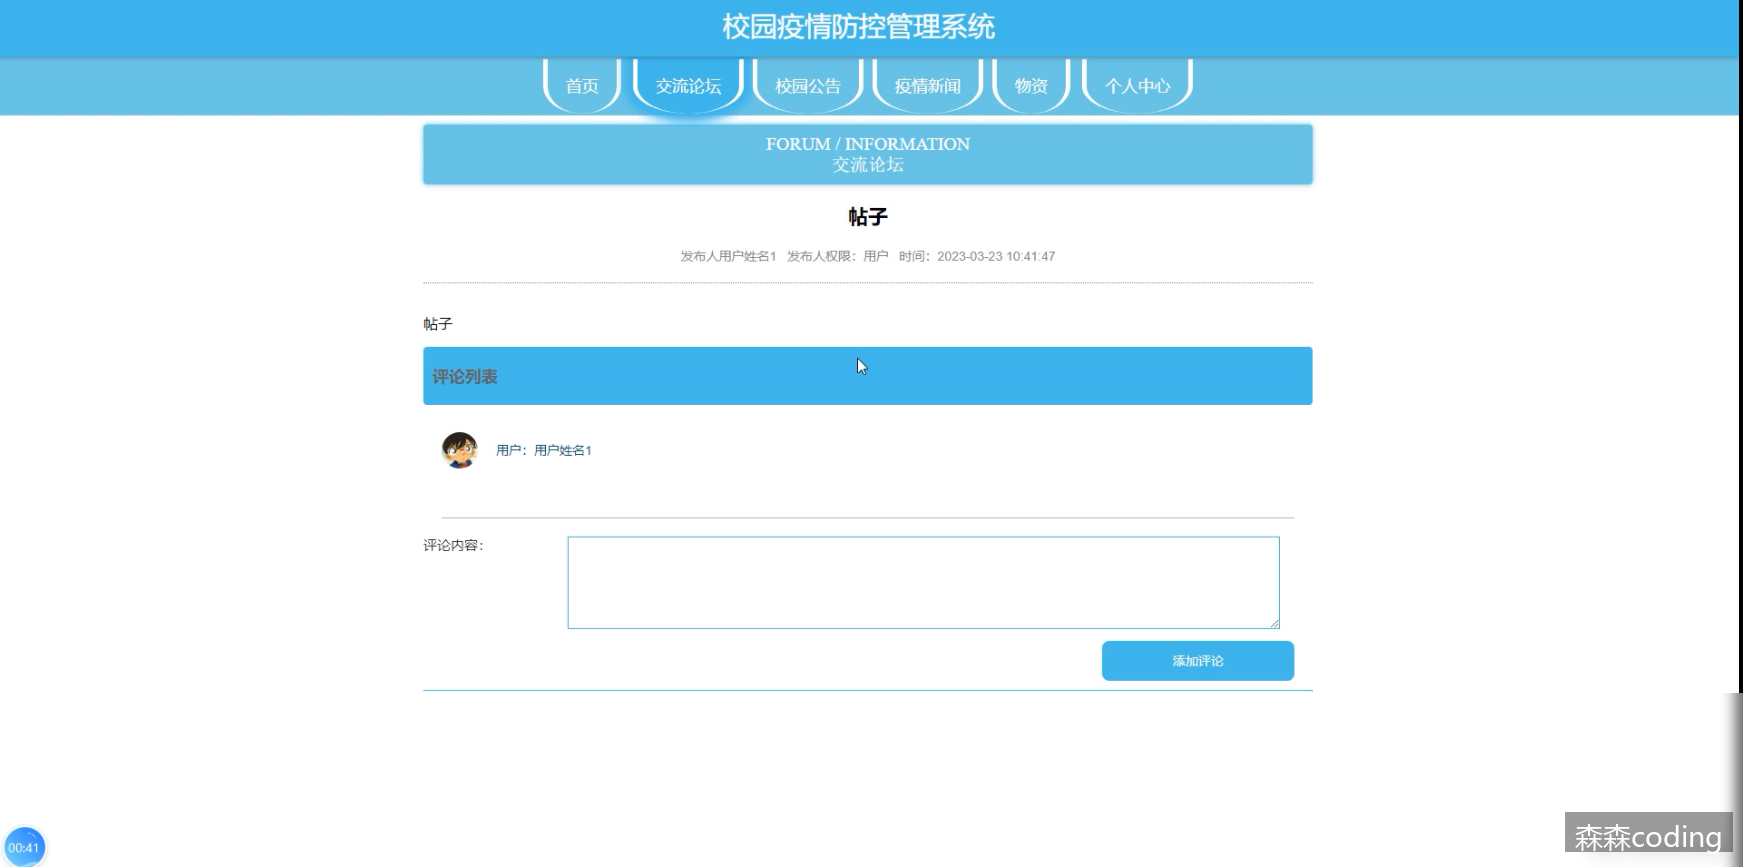 校园疫情防控管理系统
首页 交流论坛 校园公告 疫情新闻 物资 个人中心
FORUM / INFORMATION
交流论坛
帖子
发布人用户姓名1 发布人权限：用户 时间：2023-03-23 10:41:47
帖子
评论列表
用户：用户姓名1
评论内容：
添加评论
00:41
森森coding